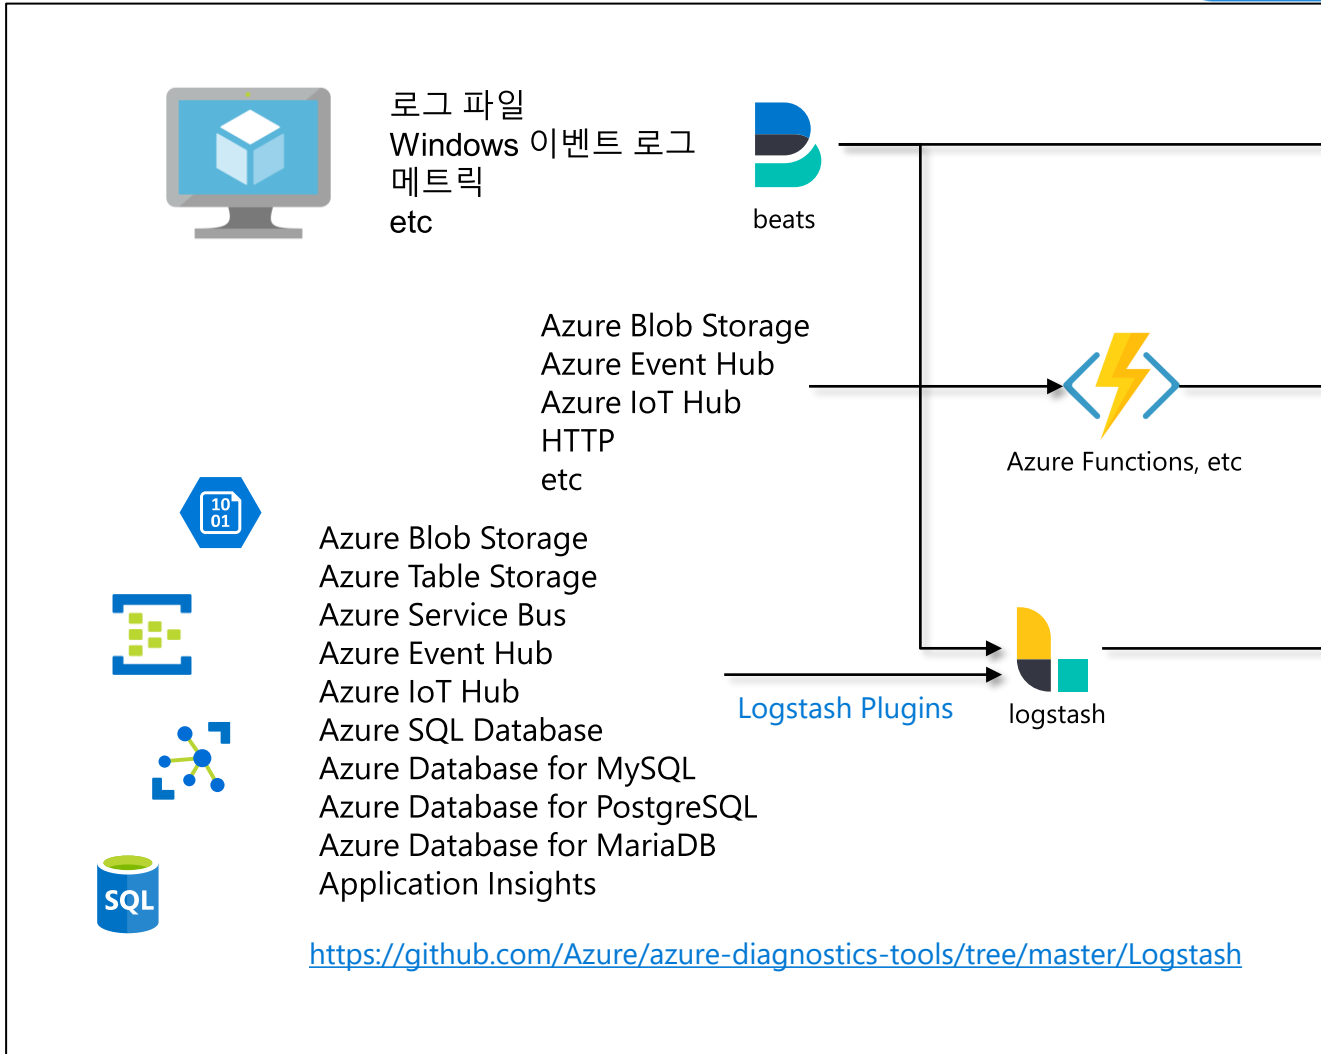 로그 파일
Windows 이벤트 로그
메트릭
etc
beats
Azure Blob Storage
Azure Event Hub
Azure IoT Hub
HTTP
etc
Azure Functions, etc
10
01
Azure Blob Storage
Azure Table Storage
Azure Service Bus
Azure Event Hub
Azure IoT Hub
Azure SQL Database
Azure Database for MySQL
Azure Database for PostgreSQL
Azure Database for MariaDB
Application Insights
Logstash Plugins
logstash
SQL
https://github.com/Azure/azure-diagnostics-tools/tree/master/Logstash